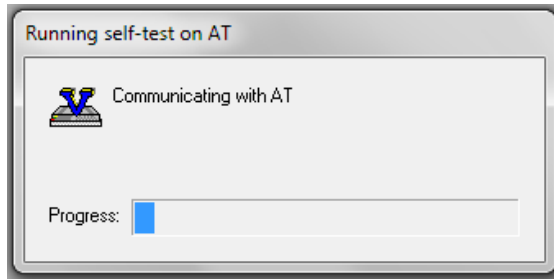 Running self-test on AT
Communicating with AT
Progress: